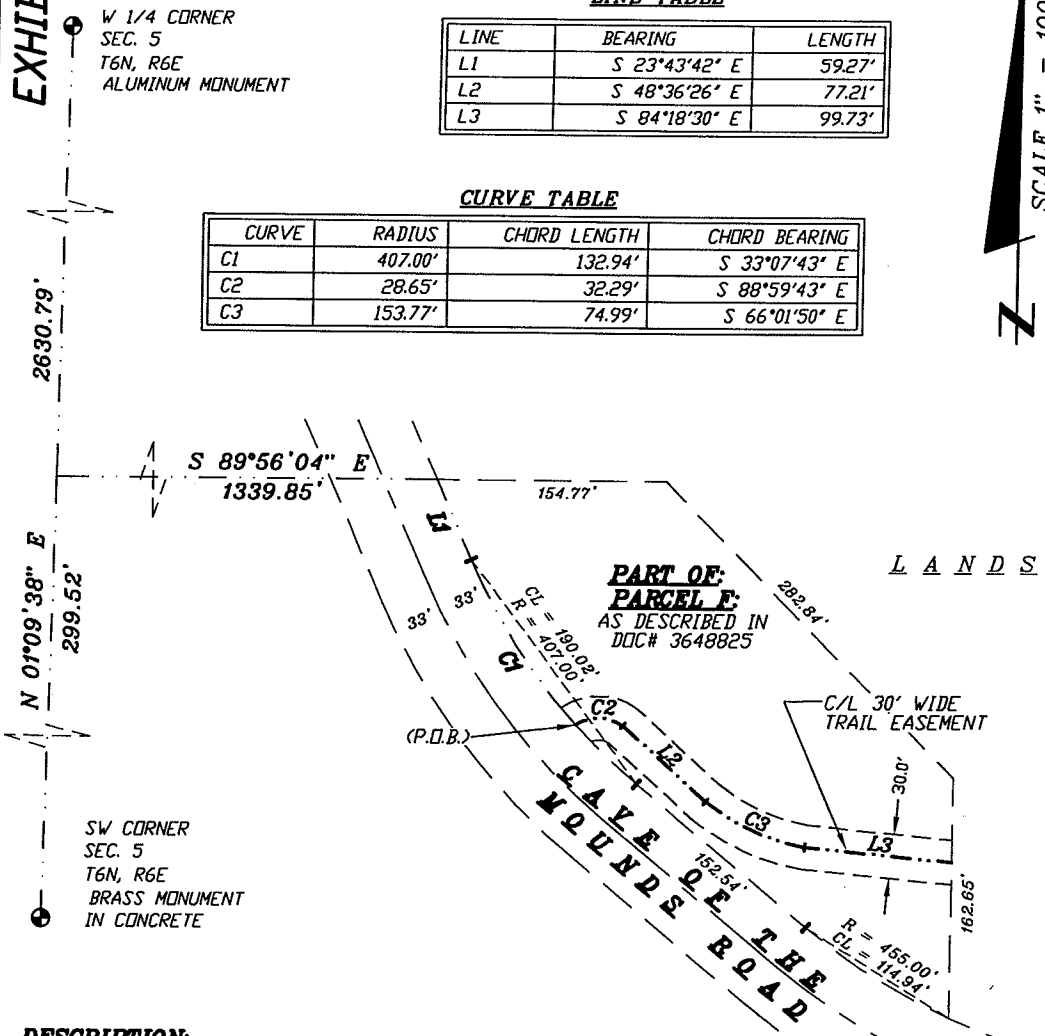 EXHIB
W 1/4 CORNER
SEC. 5
T6N, R6E
ALUMINUM MONUMENT
LINE TABLE
LINE BEARING LENGTH
L1 S 23°43'42" E 59.27'
L2 S 48°36'26" E 77.21'
L3 S 84°18'30" E 99.73'
CURVE TABLE
CURVE RADIUS CHORD LENGTH CHORD BEARING
C1 407.00' 132.94' S 33°07'43" E
C2 28.65' 32.29' S 88°59'43" E
C3 153.77' 74.99' S 66°01'50" E
SCALE 1" = 100
N
2630.79'
S 89°56'04" E
1339.85'
154.77'
L1
N 01°09'38" E
299.52'
33'
33'
CL = 190.02'
R = 407.00'
C1
PART OF:
PARCEL F:
AS DESCRIBED IN
DOC# 3648825
282.84'
L A N D S
C2
(P.O.B.)
L2
C/L 30' WIDE
TRAIL EASEMENT
C3
30.0'
L3
CAVE OF THE
MOUNDS ROAD
152.54'
162.65'
R = 455.00'
CL = 114.94'
SW CORNER
SEC. 5
T6N, R6E
BRASS MONUMENT
IN CONCRETE
DESCRIPTION: